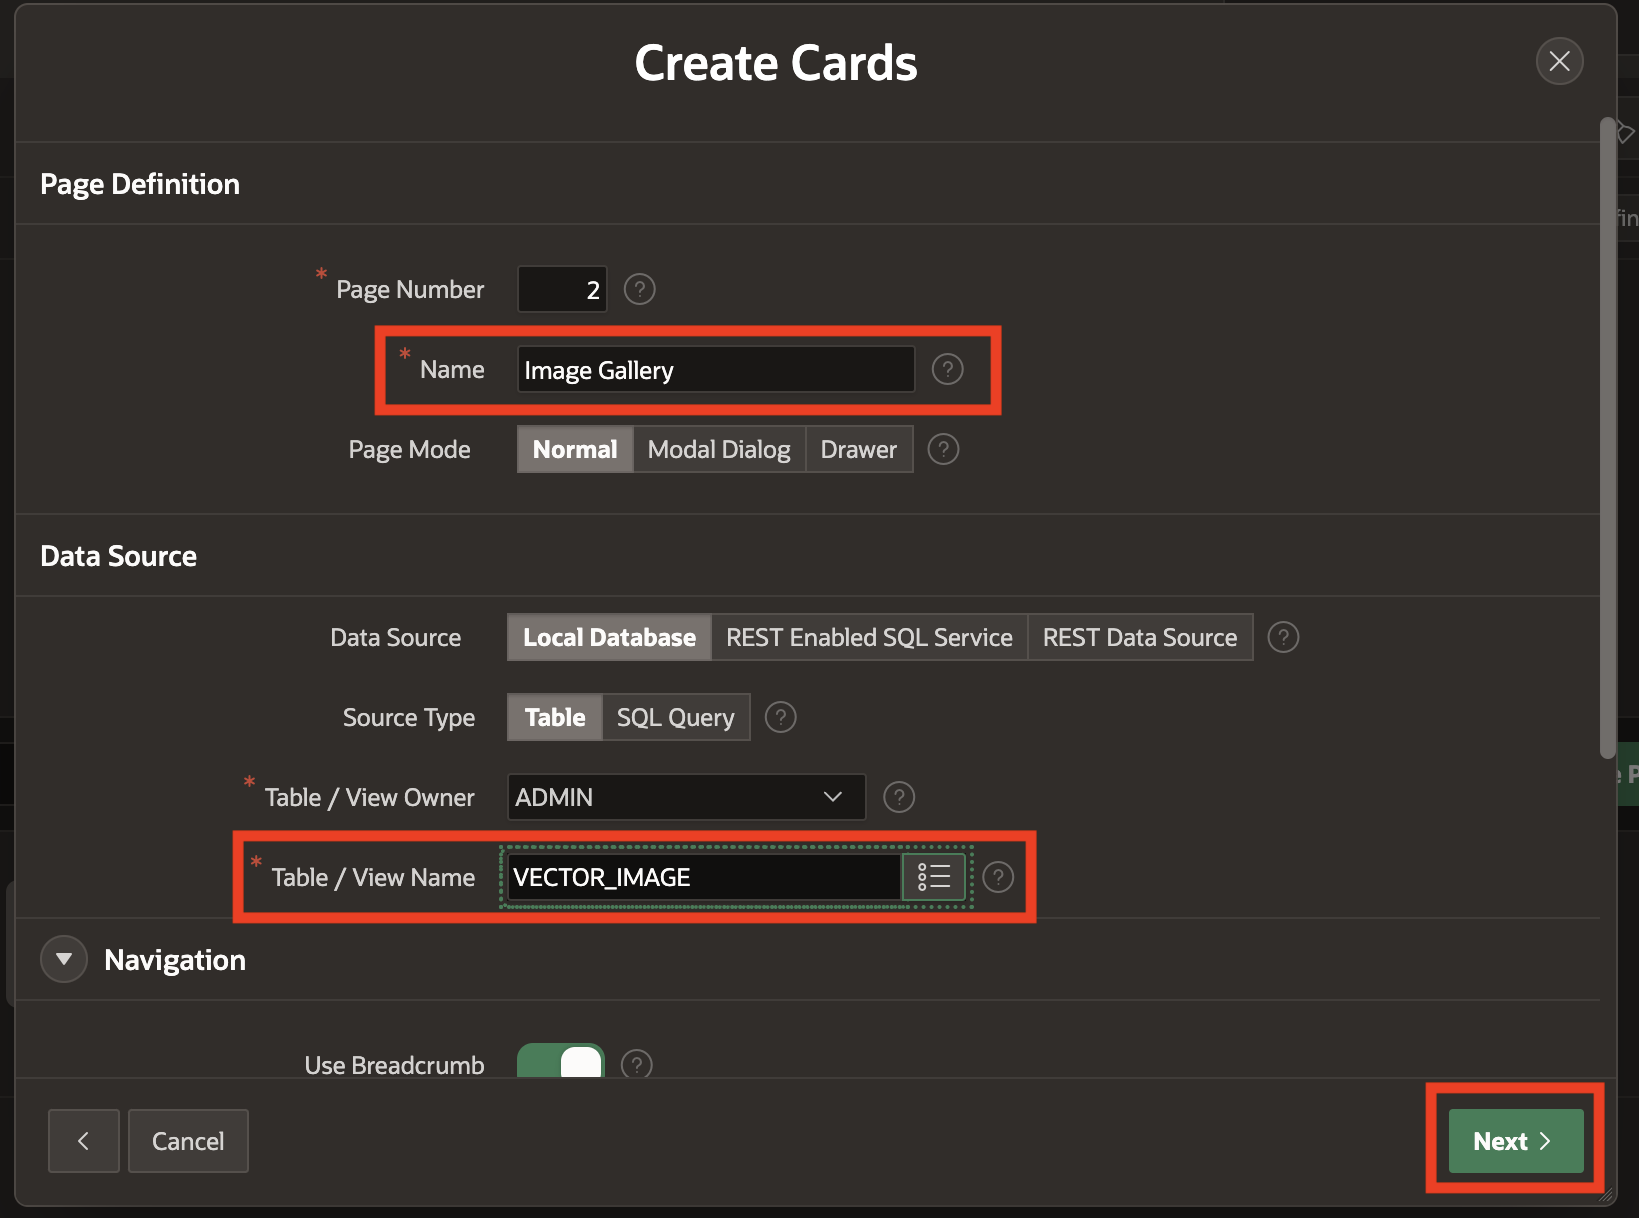 Create Cards
Page Definition
* Page Number 2 ?
* Name Image Gallery ?
Page Mode Normal Modal Dialog Drawer ?
Data Source
Data Source Local Database REST Enabled SQL Service REST Data Source ?
Source Type Table SQL Query ?
* Table / View Owner ADMIN ?
* Table / View Name VECTOR_IMAGE ?
Navigation
Use Breadcrumb ?
Cancel Next